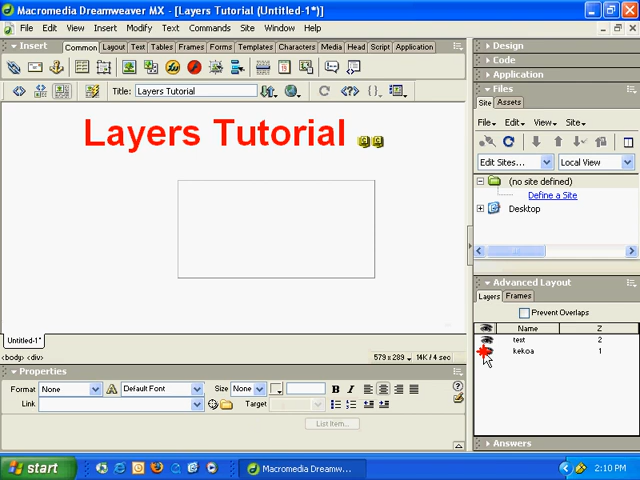 Macromedia Dreamweaver MX - [Layers Tutorial (Untitled-1*)]
File Edit View Insert Modify Text Commands Site Window Help
Insert Common Layout Text Tables Frames Forms Templates Characters Media Head Script Application
Title: Layers Tutorial
Layers Tutorial
Untitled-1*
<body> <div> 579 x 289 14K / 4 sec
Properties
Format None Default Font Size None B I
Link Target
List Item...
Design
Code
Application
Files
Site Assets
File Edit View Site
Edit Sites... Local View
(no site defined)
Define a Site
Desktop
Advanced Layout
Layers Frames
Prevent Overlaps
Name Z
text 2
kekoa 1
Answers
start Macromedia Dreamw... 2:10 PM